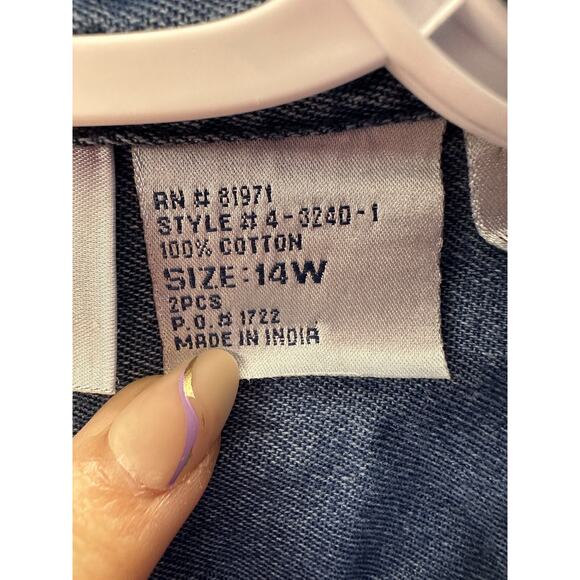 RN # 81971
STYLE # 4-3240-1
100% COTTON
SIZE: 14W
2PCS
P.O. # 1722
MADE IN INDIA